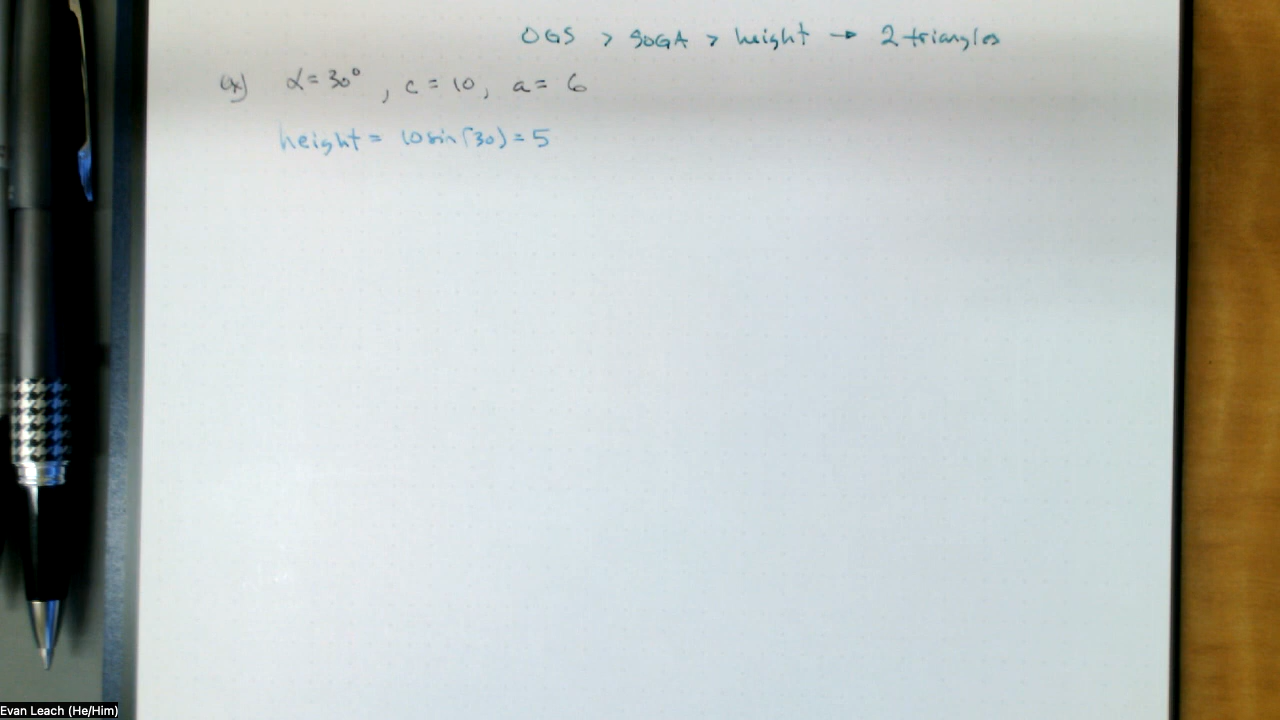 OGS > SOGA > height → 2 triangles
ex) α = 30°, c = 10, a = 6
height = 10 sin(30) = 5
Evan Leach (He/Him)